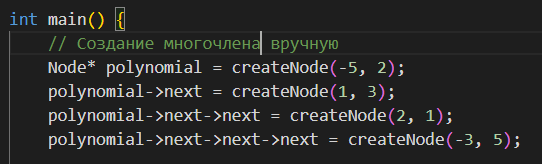 int main() {
// Создание многочлена вручную
Node* polynomial = createNode(-5, 2);
polynomial->next = createNode(1, 3);
polynomial->next->next = createNode(2, 1);
polynomial->next->next->next = createNode(-3, 5);